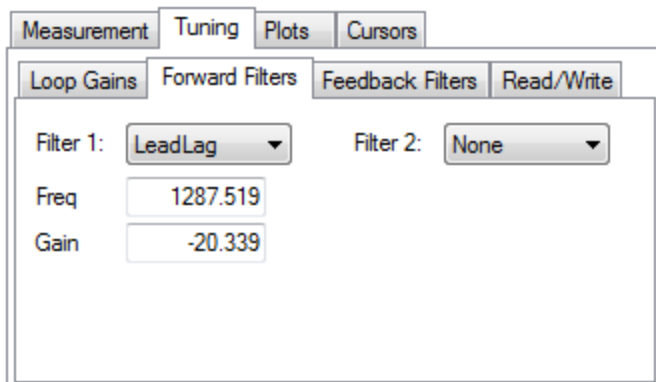 Measurement Tuning Plots Cursors
Loop Gains Forward Filters Feedback Filters Read/Write
Filter 1: LeadLag Filter 2: None
Freq 1287.519
Gain -20.339